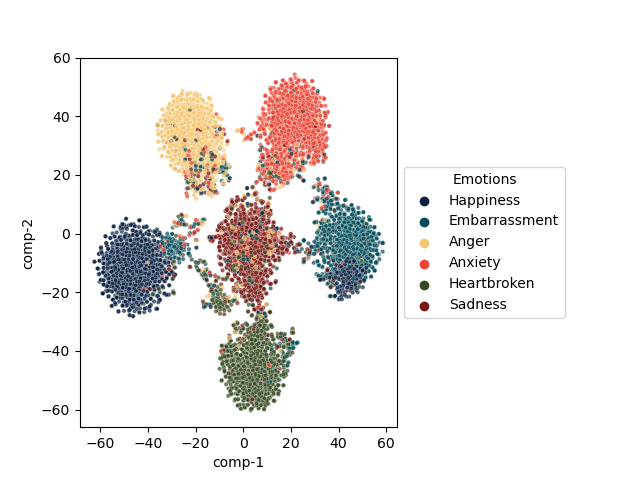 60
40
20
0
−20
−40
−60
comp-2
−60 −40 −20 0 20 40 60
comp-1
Emotions
Happiness
Embarrassment
Anger
Anxiety
Heartbroken
Sadness